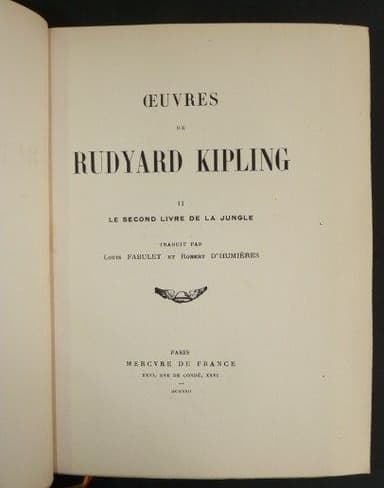 ŒUVRES
DE
RUDYARD KIPLING
II
LE SECOND LIVRE DE LA JUNGLE
TRADUIT PAR
LOUIS FABULET ET ROBERT D'HUMIÈRES
PARIS
MERCVRE DE FRANCE
XXVI, RVE DE CONDÉ, XXVI